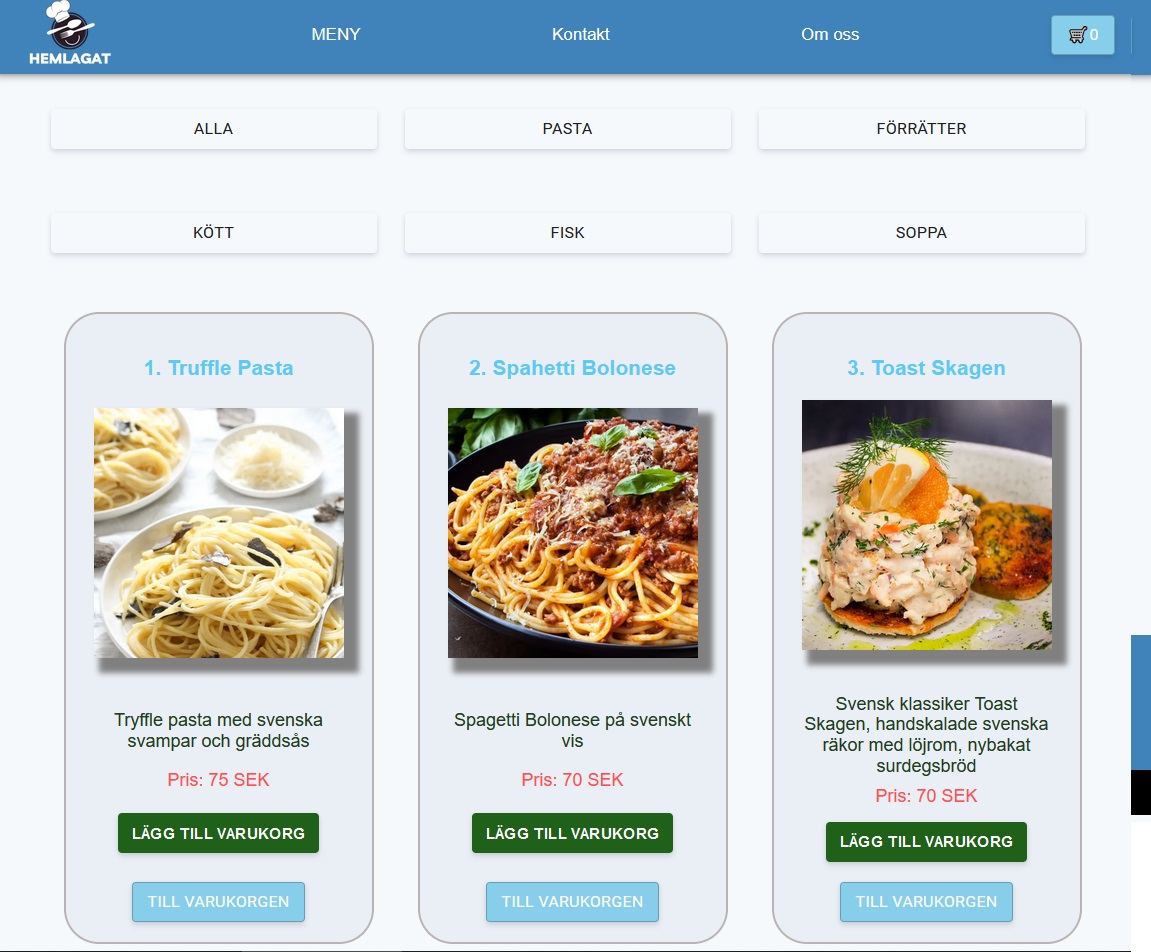 HEMLAGAT
MENY
Kontakt
Om oss
0
ALLA
PASTA
FÖRRÄTTER
KÖTT
FISK
SOPPA
1. Truffle Pasta
2. Spahetti Bolonese
3. Toast Skagen
Tryffle pasta med svenska
svampar och gräddsås
Pris: 75 SEK
LÄGG TILL VARUKORG
TILL VARUKORGEN
Spagetti Bolonese på svenskt
vis
Pris: 70 SEK
LÄGG TILL VARUKORG
TILL VARUKORGEN
Svensk klassiker Toast
Skagen, handskalade svenska
räkor med löjrom, nybakat
surdegsbröd
Pris: 70 SEK
LÄGG TILL VARUKORG
TILL VARUKORGEN